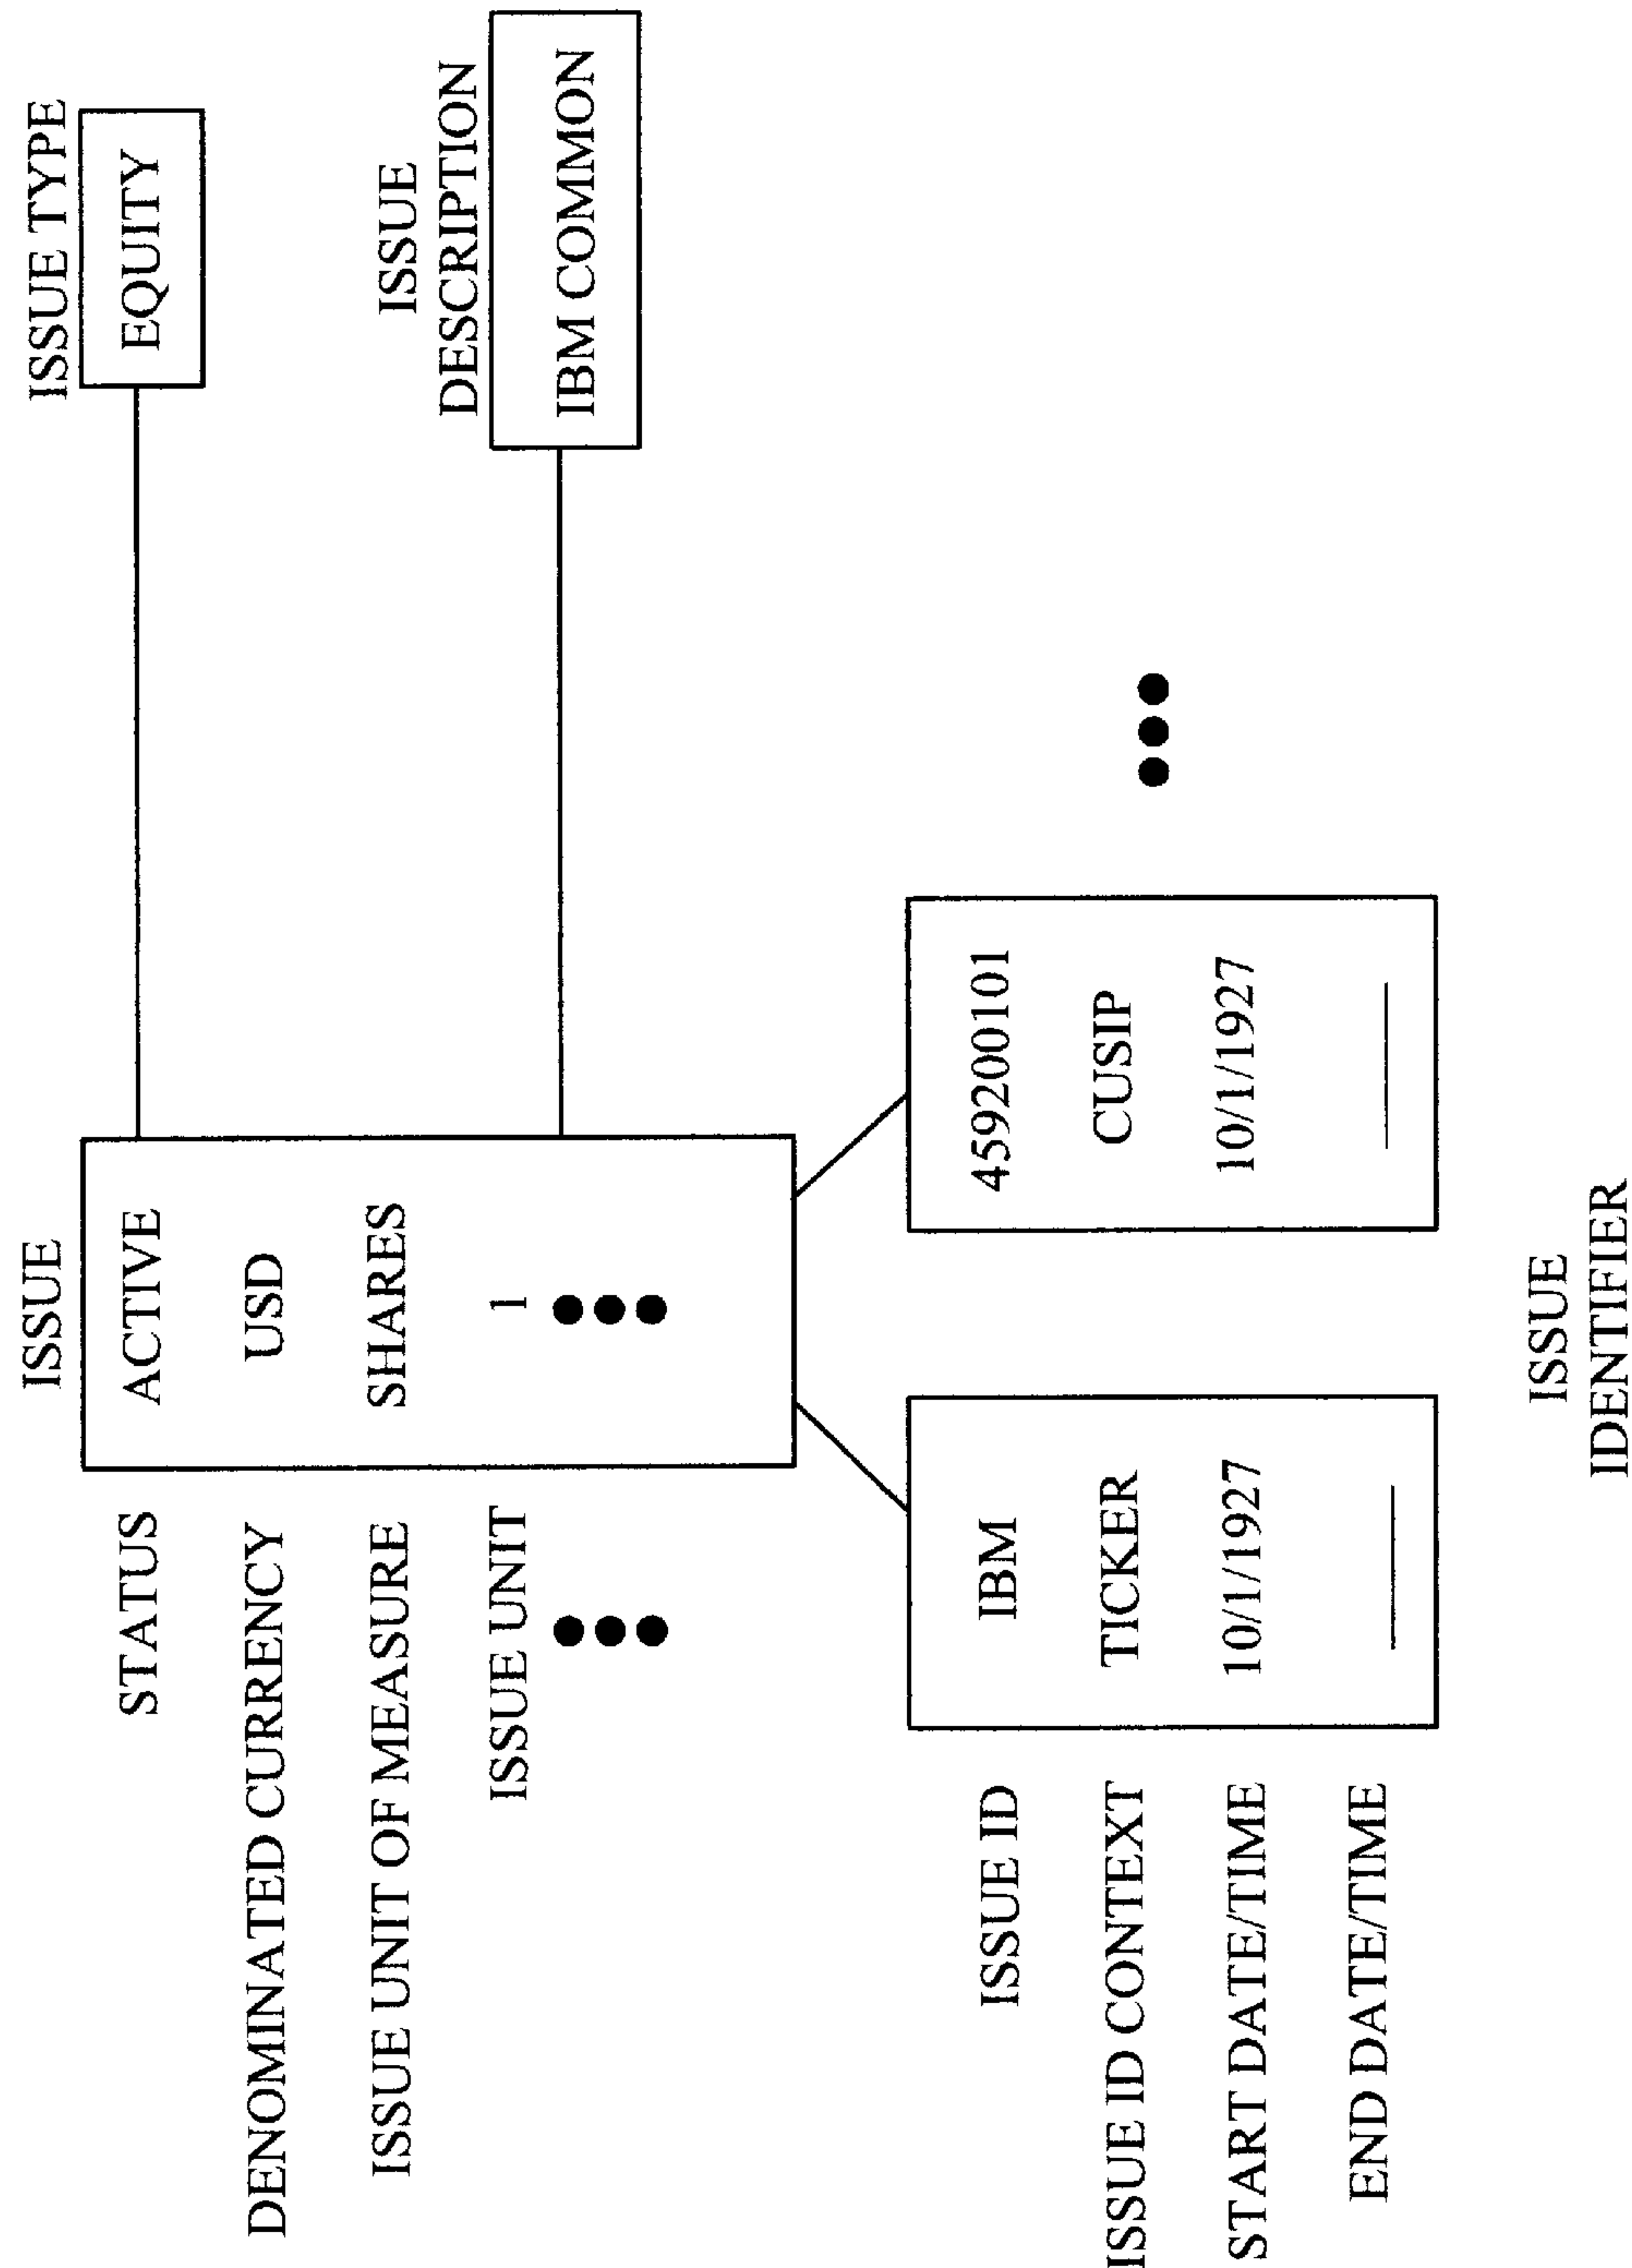 ISSUE
ISSUE TYPE
STATUS
ACTIVE
EQUITY
DENOMINATED CURRENCY
USD
ISSUE UNIT OF MEASURE
SHARES
ISSUE
DESCRIPTION
ISSUE UNIT
1
IBM COMMON
ISSUE ID
IBM
459200101
ISSUE ID CONTEXT
TICKER
CUSIP
START DATE/TIME
10/1/1927
10/1/1927
END DATE/TIME
ISSUE
IDENTIFIER